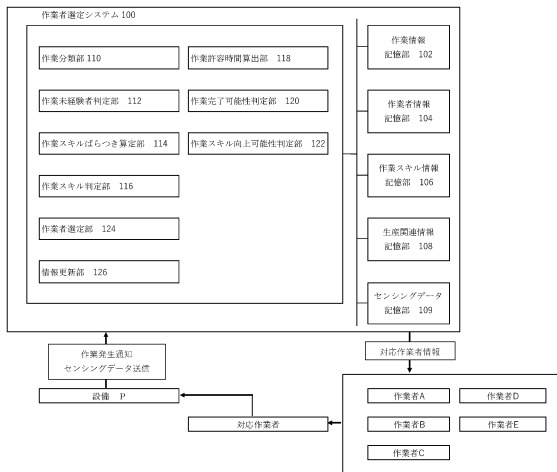 作業者選定システム 100
作業分類部 110
作業未経験者判定部 112
作業スキルばらつき算定部 114
作業スキル判定部 116
作業者選定部 124
情報更新部 126
作業許容時間算出部 118
作業完了可能性判定部 120
作業スキル向上可能性判定部 122
作業情報
記憶部 102
作業者情報
記憶部 104
作業スキル情報
記憶部 106
生産関連情報
記憶部 108
センシングデータ
記憶部 109
作業発生通知
センシングデータ送信
設備 P
対応作業者
対応作業者情報
作業者A
作業者B
作業者C
作業者D
作業者E